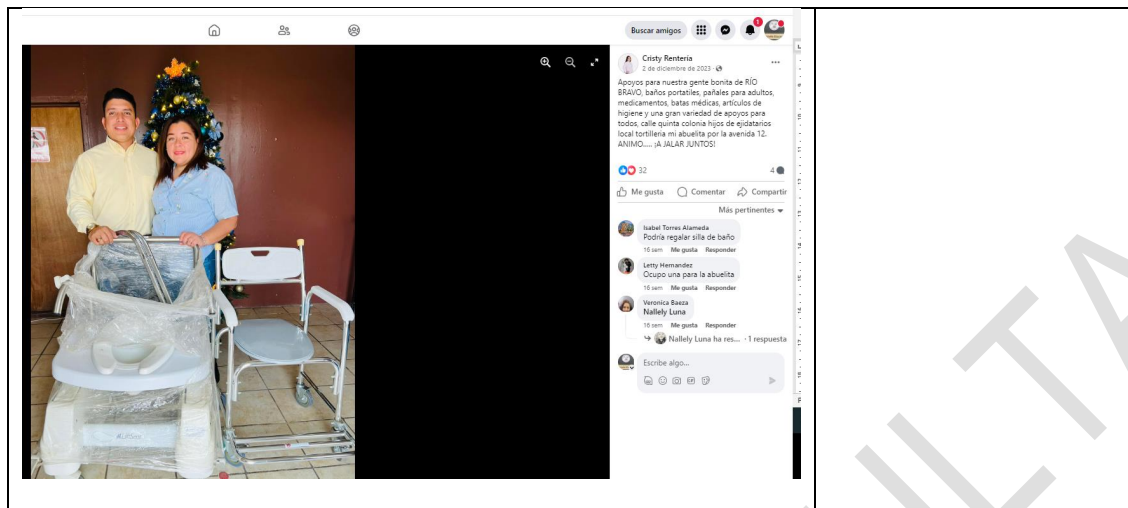 Buscar amigos
1
Cristy Rentería
2 de diciembre de 2023 ·
Apoyos para nuestra gente bonita de RÍO
BRAVO, baños portatiles, pañales para adultos,
medicamentos, batas médicas, artículos de
higiene y una gran variedad de apoyos para
todos, calle quinta colonia hijos de ejidatarios
local tortilleria mi abuelita por la avenida 12.
ANIMO..... ¡A JALAR JUNTOS!
32
4
Me gusta Comentar Compartir
Más pertinentes
Isabel Torres Alameda
Podría regalar silla de baño
16 sem Me gusta Responder
Letty Hernandez
Ocupo una para la abuelita
16 sem Me gusta Responder
Veronica Baeza
Nallely Luna
16 sem Me gusta Responder
Nallely Luna ha res... · 1 respuesta
Escribe algo...
ULTA